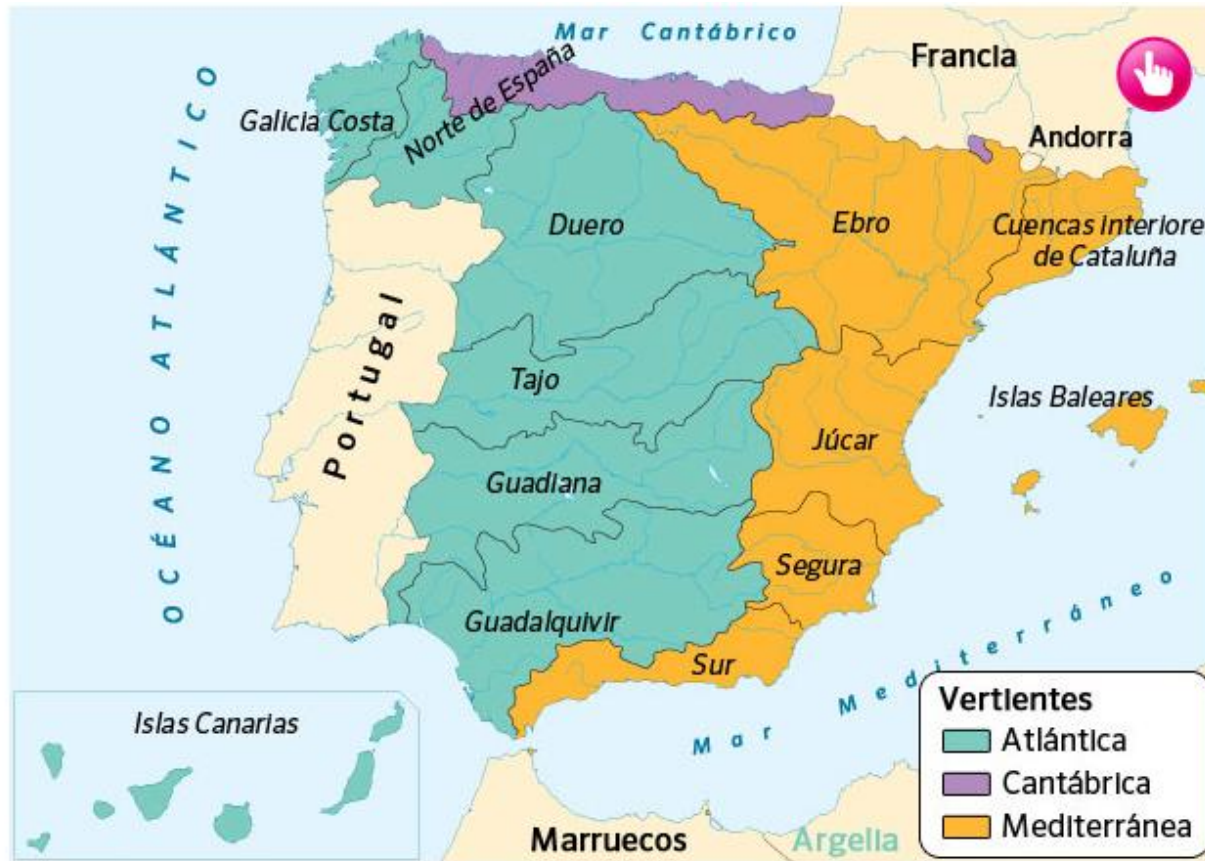 Mar Cantábrico
Francia
Andorra
Galicia Costa
Norte de España
OCÉANO ATLÁNTICO
Duero
Ebro
Cuencas interiore
de Cataluña
Portugal
Tajo
Islas Baleares
Júcar
Guadiana
Segura
Guadalquivir
Sur
Mar Mediterráneo
Islas Canarias
Marruecos
Argelia
Vertientes
Atlántica
Cantábrica
Mediterránea